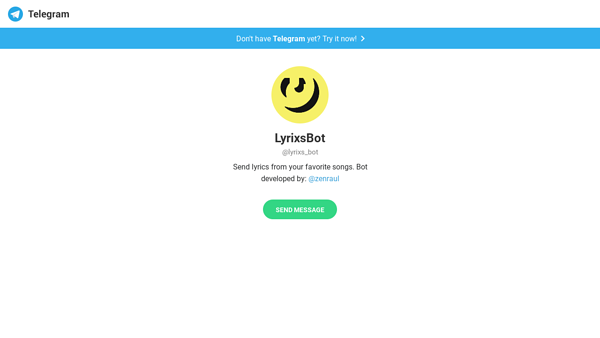 Telegram
Don't have Telegram yet? Try it now!
LyrixsBot
@lyrixs_bot
Send lyrics from your favorite songs. Bot
developed by: @zenraul
SEND MESSAGE